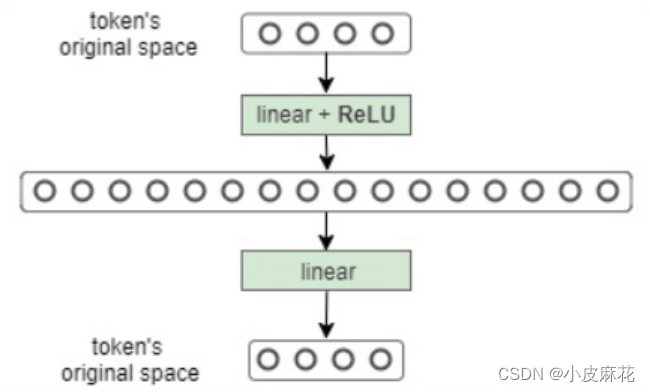 token's
original space
linear + ReLU
linear
token's
original space
CSDN @小皮麻花